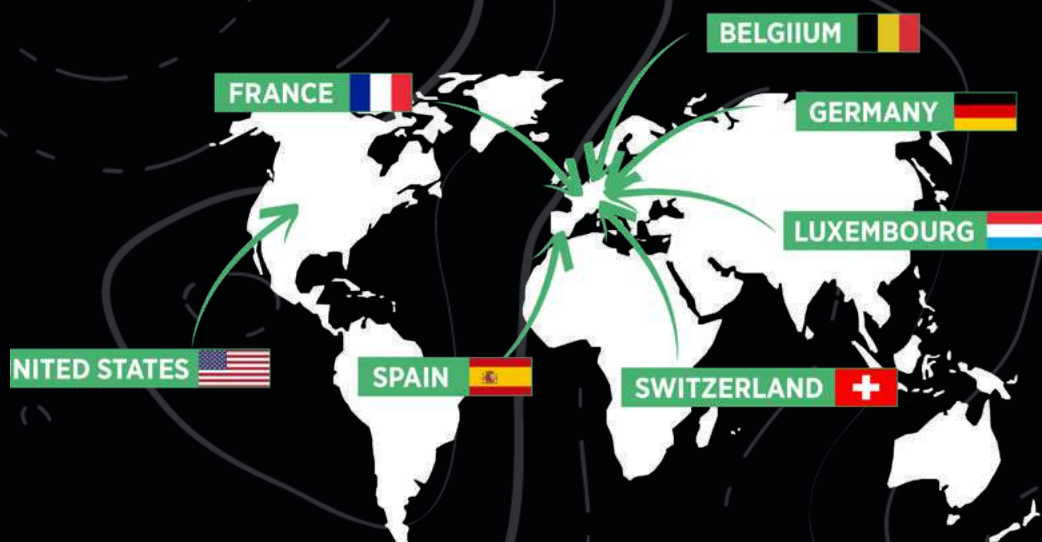 BELGIIUM
FRANCE
GERMANY
LUXEMBOURG
NITED STATES
SPAIN
SWITZERLAND